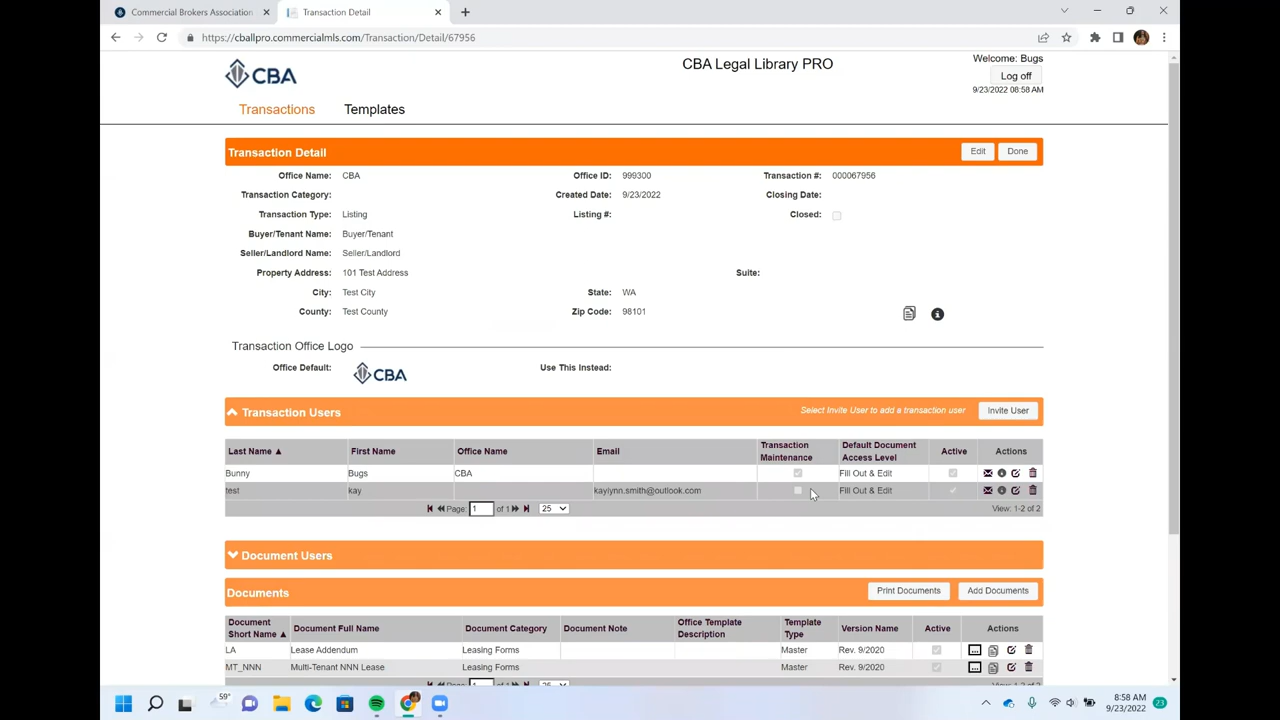 Commercial Brokers Association
Transaction Detail
https://cballpro.commercialmls.com/Transaction/Detail/67956
CBA
CBA Legal Library PRO
Welcome: Bugs
Log off
9/23/2022 08:58 AM
Transactions Templates
Transaction Detail Edit Done
Office Name: CBA Office ID: 999300 Transaction #: 000067956
Transaction Category: Created Date: 9/23/2022 Closing Date:
Transaction Type: Listing Listing #: Closed:
Buyer/Tenant Name: Buyer/Tenant
Seller/Landlord Name: Seller/Landlord
Property Address: 101 Test Address Suite:
City: Test City State: WA
County: Test County Zip Code: 98101
Transaction Office Logo
Office Default: CBA Use This Instead:
Transaction Users Select Invite User to add a transaction user Invite User
Last Name First Name Office Name Email Transaction Maintenance Default Document Access Level Active Actions
Bunny Bugs CBA Fill Out & Edit
test kay kaylynn.smith@outlook.com Fill Out & Edit
Page: 1 of 1 25 View: 1-2 of 2
Document Users
Documents Print Documents Add Documents
Document Short Name Document Full Name Document Category Document Note Office Template Description Template Type Version Name Active Actions
LA Lease Addendum Leasing Forms Master Rev. 9/2020
MT_NNN Multi-Tenant NNN Lease Leasing Forms Master Rev. 9/2020
59°
8:58 AM
9/23/2022
23